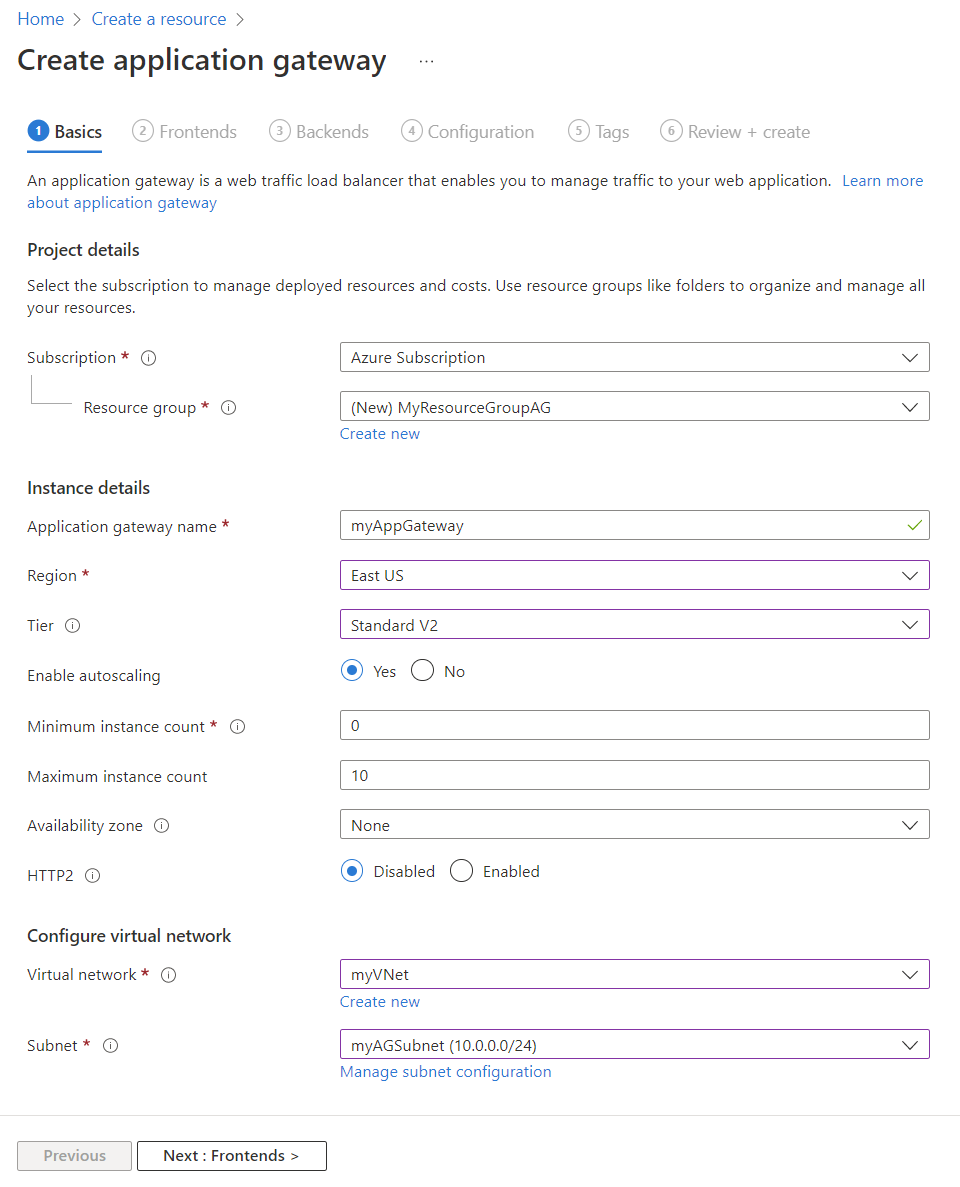 Home > Create a resource >
Create application gateway ...
1 Basics 2 Frontends 3 Backends 4 Configuration 5 Tags 6 Review + create
An application gateway is a web traffic load balancer that enables you to manage traffic to your web application. Learn more
about application gateway
Project details
Select the subscription to manage deployed resources and costs. Use resource groups like folders to organize and manage all
your resources.
Subscription * Azure Subscription
Resource group * (New) MyResourceGroupAG
Create new
Instance details
Application gateway name * myAppGateway
Region * East US
Tier Standard V2
Enable autoscaling Yes No
Minimum instance count * 0
Maximum instance count 10
Availability zone None
HTTP2 Disabled Enabled
Configure virtual network
Virtual network * myVNet
Create new
Subnet * myAGSubnet (10.0.0.0/24)
Manage subnet configuration
Previous Next : Frontends >